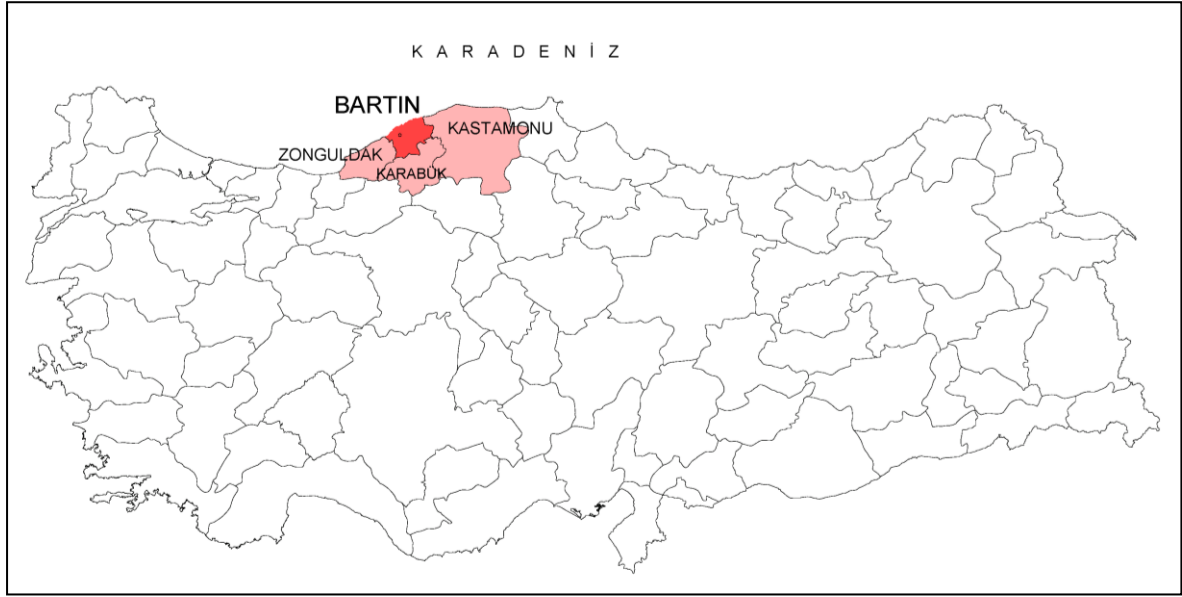 K A R A D E N İ Z
BARTIN
KASTAMONU
ZONGULDAK
KARABÜK